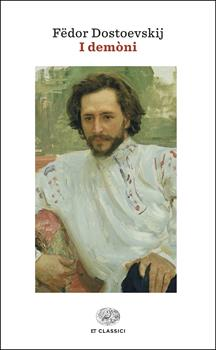 Fëdor Dostoevskij
I demòni
ET CLASSICI